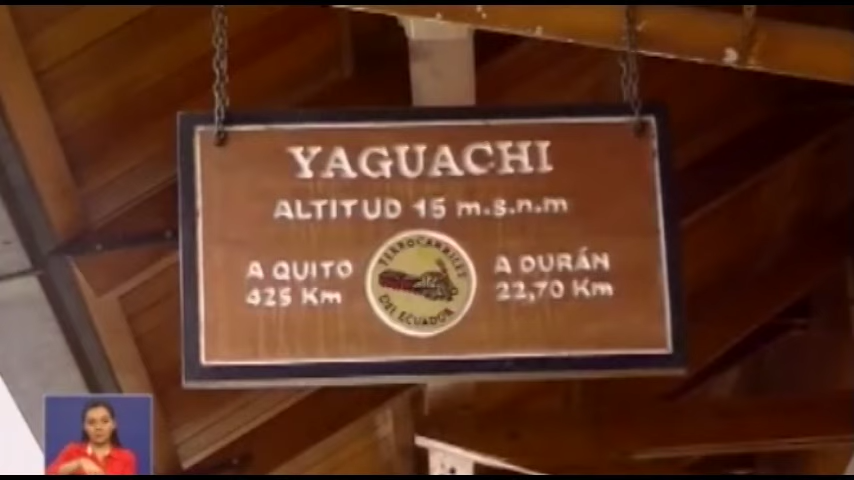 YAGUACHI
ALTITUD 15 m.s.n.m
A QUITO
425 Km
FERROCARRILES
DEL ECUADOR
A DURÁN
22,70 Km